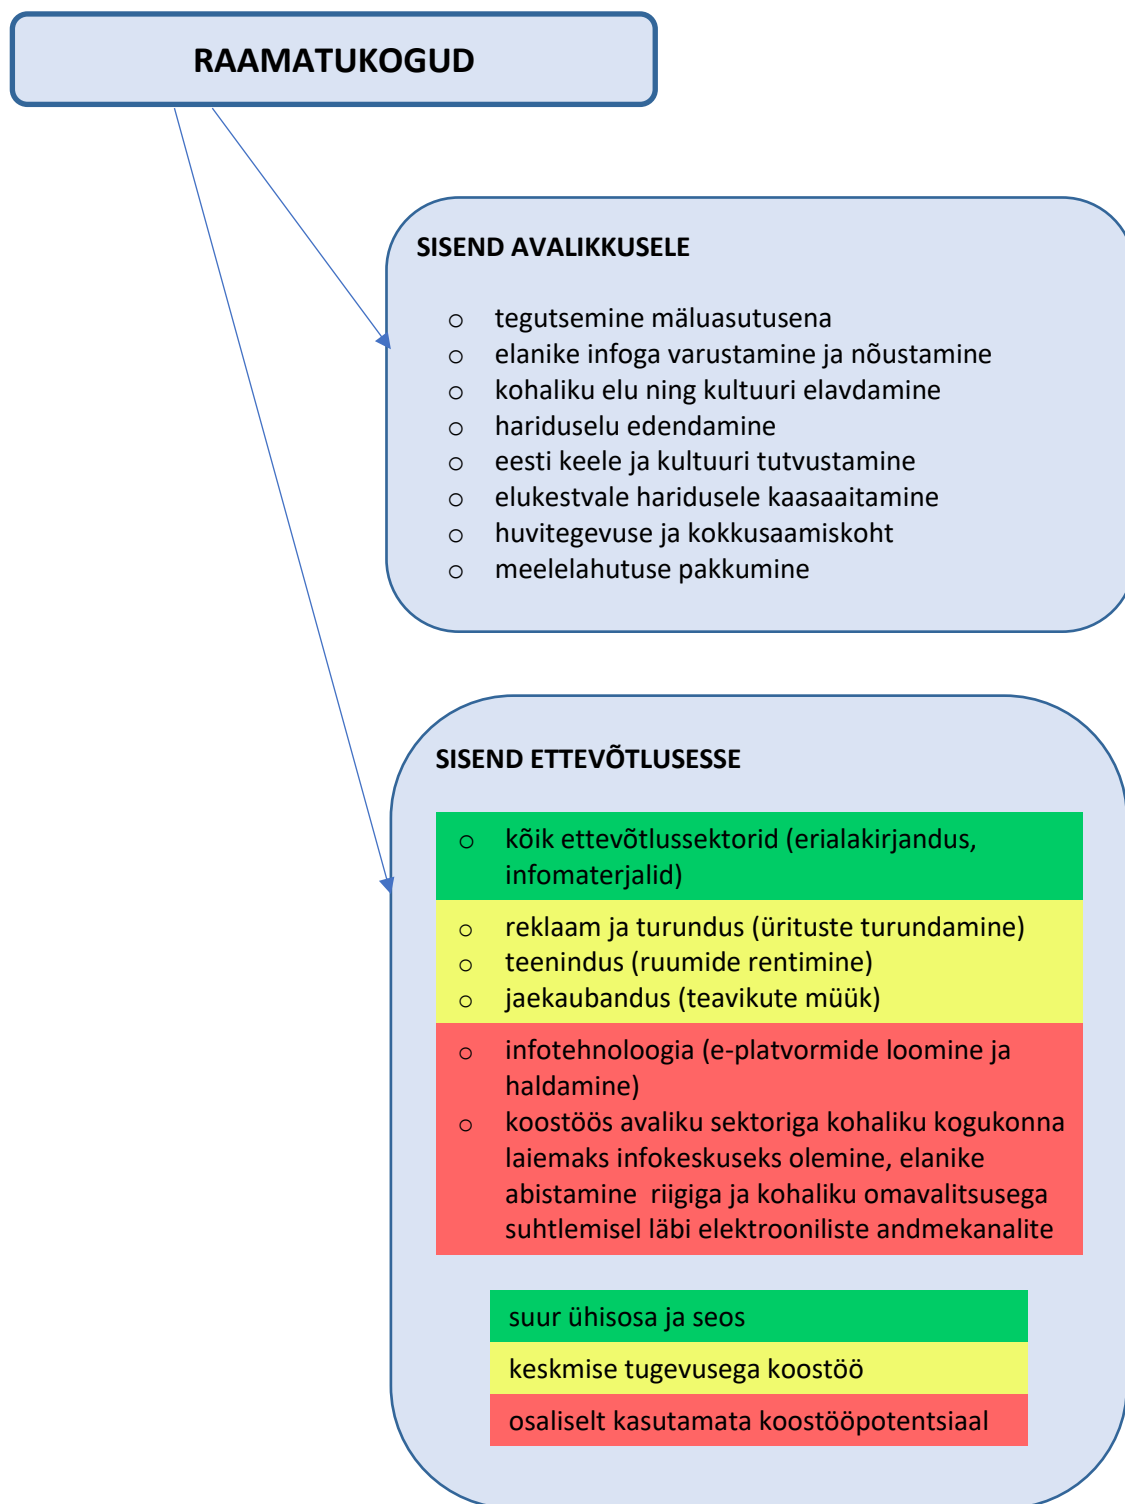 RAAMATUKOGUD
SISEND AVALIKKUSELE
o tegutsemine mäluasutusena
o elanike infoga varustamine ja nõustamine
o kohaliku elu ning kultuuri elavdamine
o hariduselu edendamine
o eesti keele ja kultuuri tutvustamine
o elukestvale haridusele kaasaaitamine
o huvitegevuse ja kokkusaamiskoht
o meelelahutuse pakkumine
SISEND ETTEVÕTLUSESSE
o kõik ettevõtlussektorid (erialakirjandus,
infomaterjalid)
o reklaam ja turundus (ürituste turundamine)
o teenindus (ruumide rentimine)
o jaekaubandus (teavikute müük)
o infotehnoloogia (e-platvormide loomine ja
haldamine)
o koostöös avaliku sektoriga kohaliku kogukonna
laiemaks infokeskuseks olemine, elanike
abistamine  riigiga ja kohaliku omavalitsusega
suhtlemisel läbi elektrooniliste andmekanalite
suur ühisosa ja seos
keskmise tugevusega koostöö
osaliselt kasutamata koostööpotentsiaal